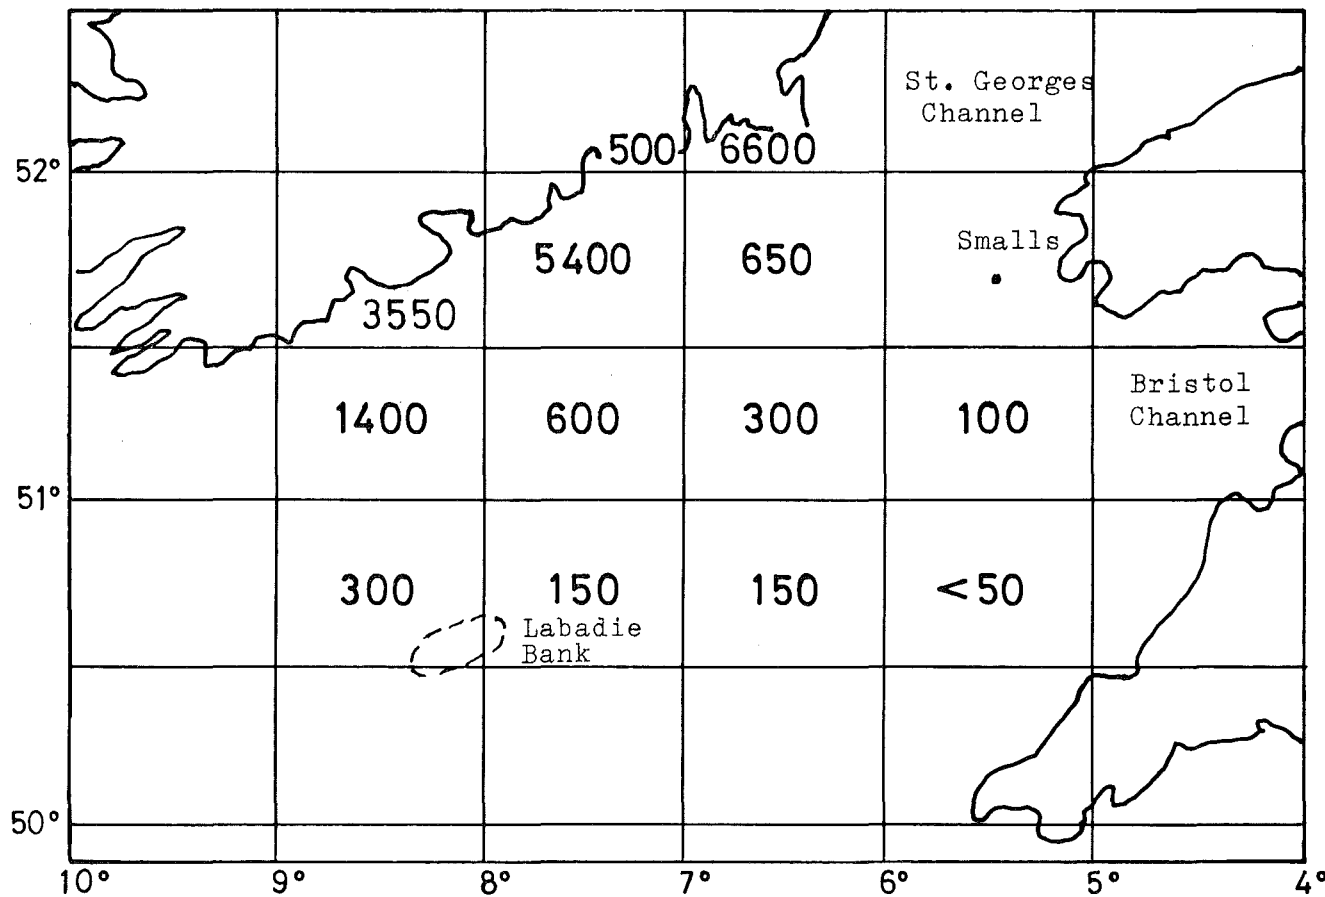 St. Georges
Channel
500 6600
52°
Smalls
5400 650
3550
Bristol
Channel
1400 600 300 100
51°
300 150 150 <50
Labadie
Bank
50°
10° 9° 8° 7° 6° 5° 4°